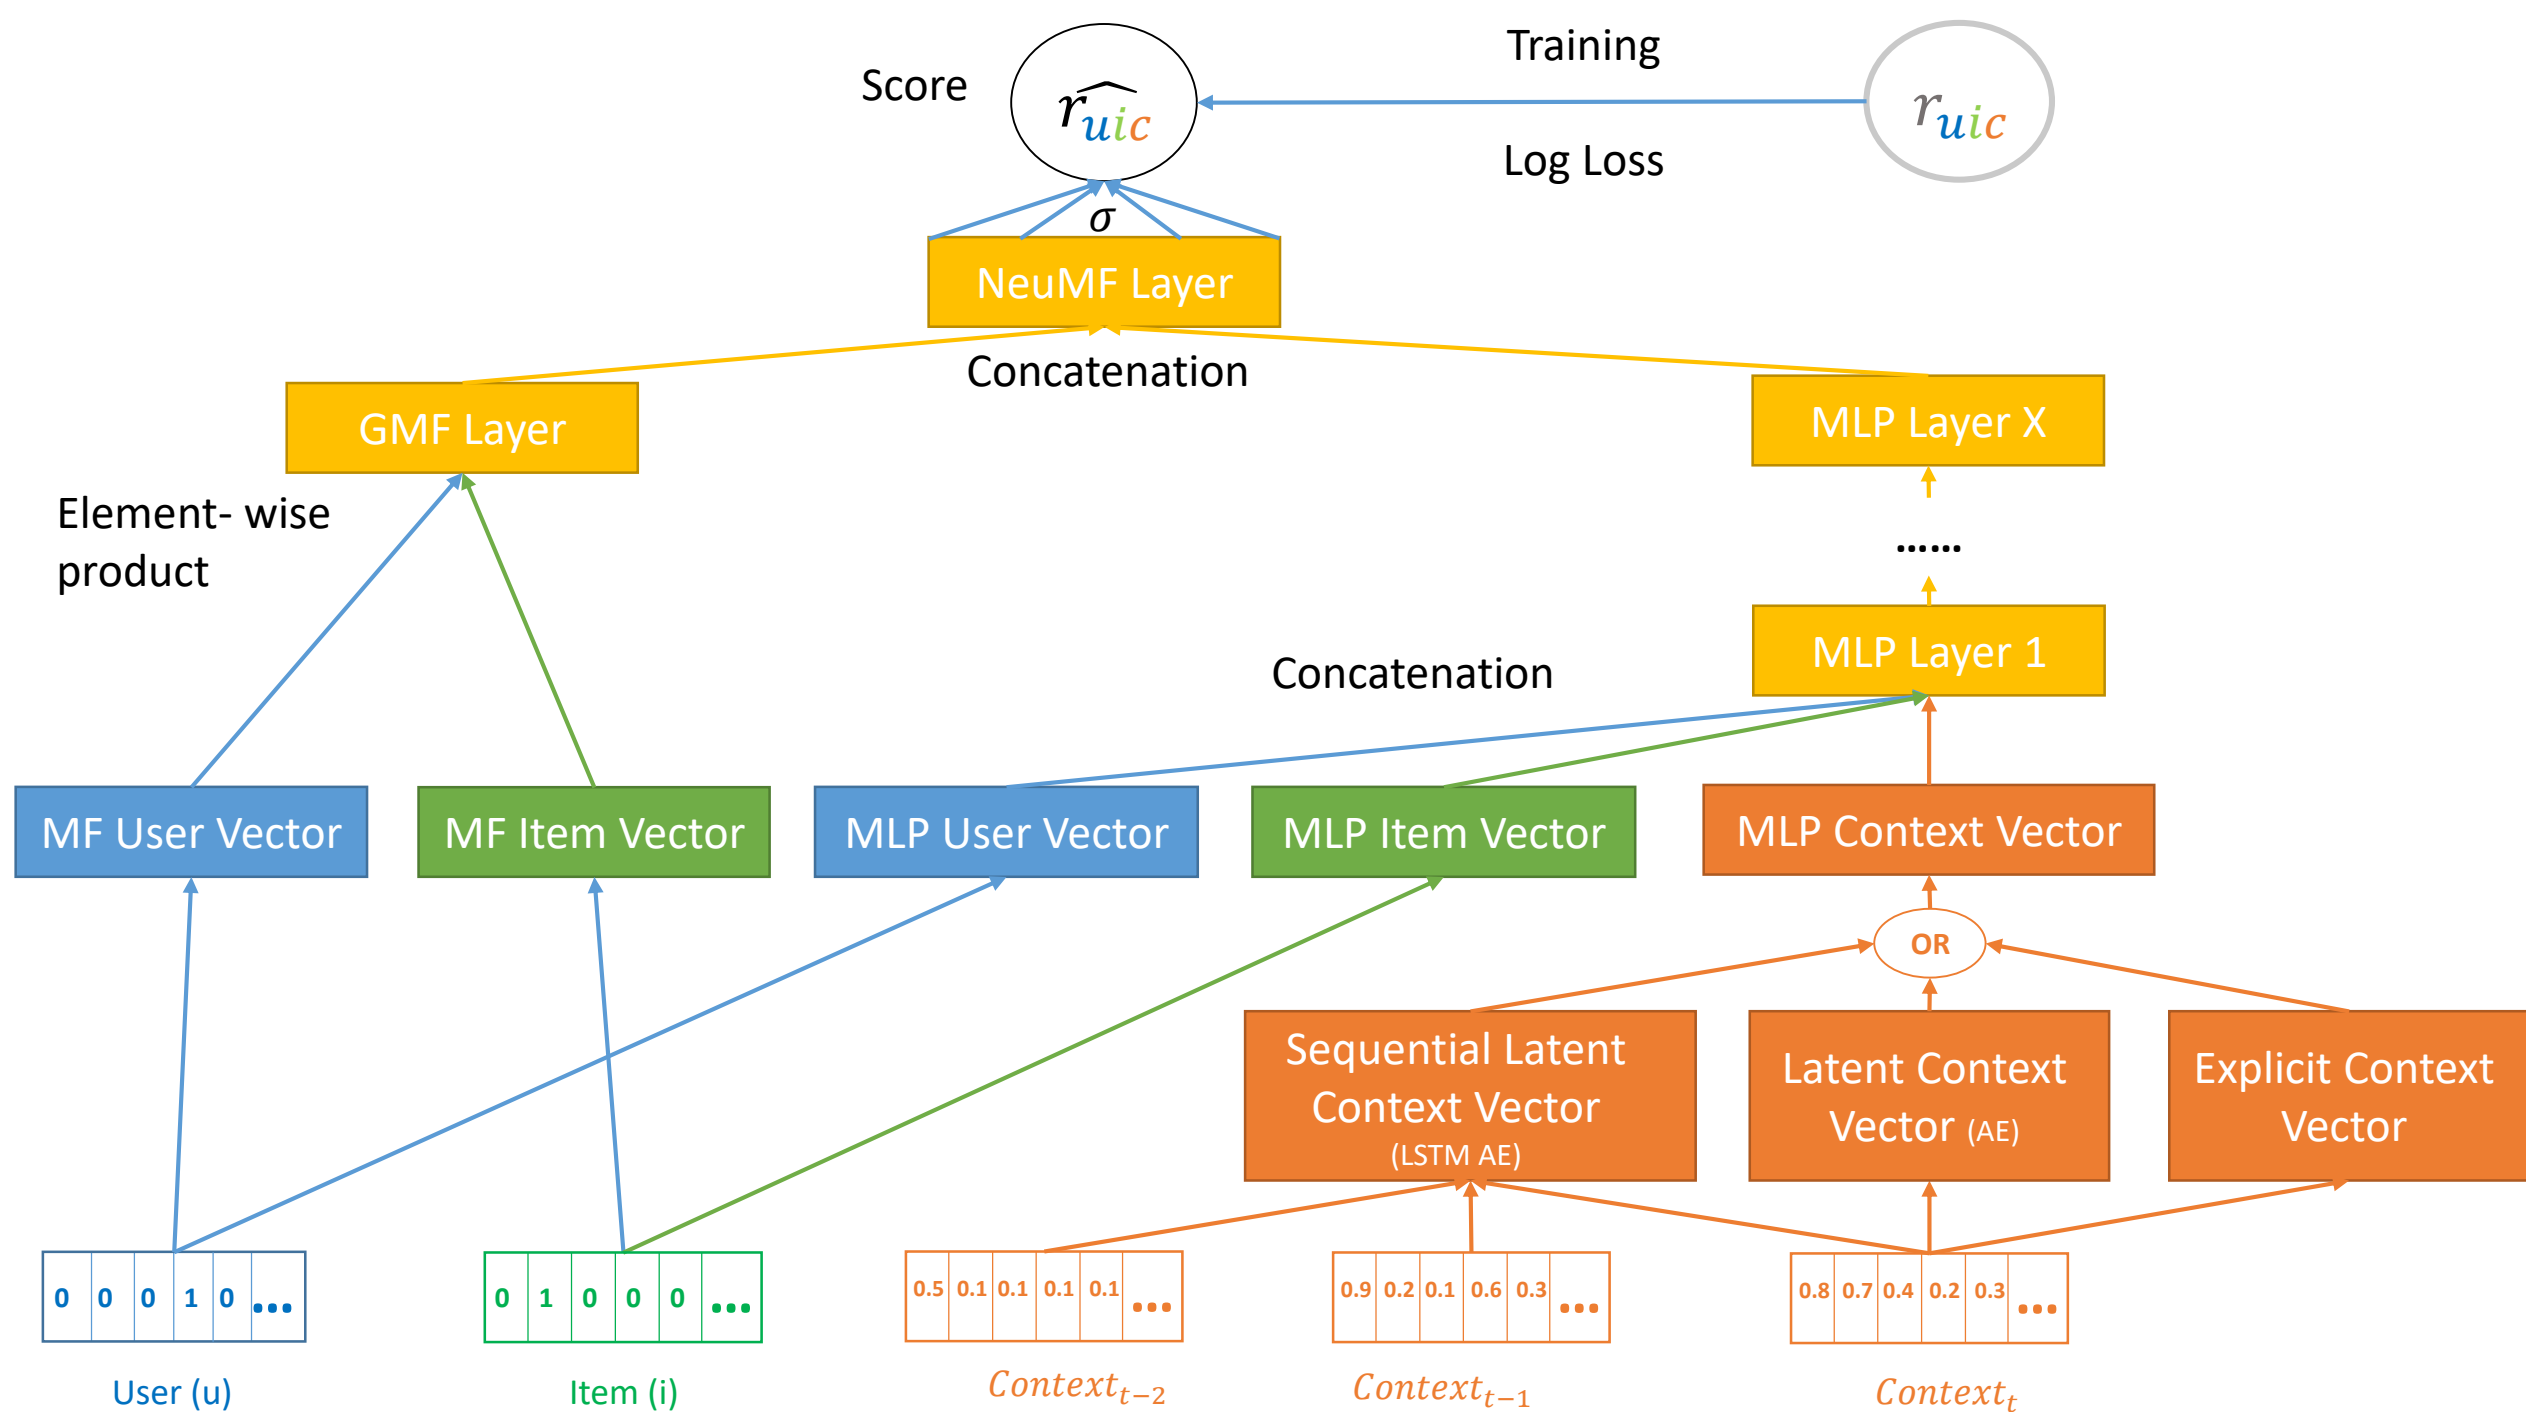 Training
Score
r̂uic
ruic
Log Loss
σ
NeuMF Layer
Concatenation
GMF Layer
MLP Layer X
Element- wise
product
......
MLP Layer 1
Concatenation
MF User Vector
MF Item Vector
MLP User Vector
MLP Item Vector
MLP Context Vector
OR
Sequential Latent
Context Vector
(LSTM AE)
Latent Context
Vector (AE)
Explicit Context
Vector
0 0 0 1 0 ...
0 1 0 0 0 ...
0.5 0.1 0.1 0.1 0.1 ...
0.9 0.2 0.1 0.6 0.3 ...
0.8 0.7 0.4 0.2 0.3 ...
User (u)
Item (i)
Context t−2
Context t−1
Context t